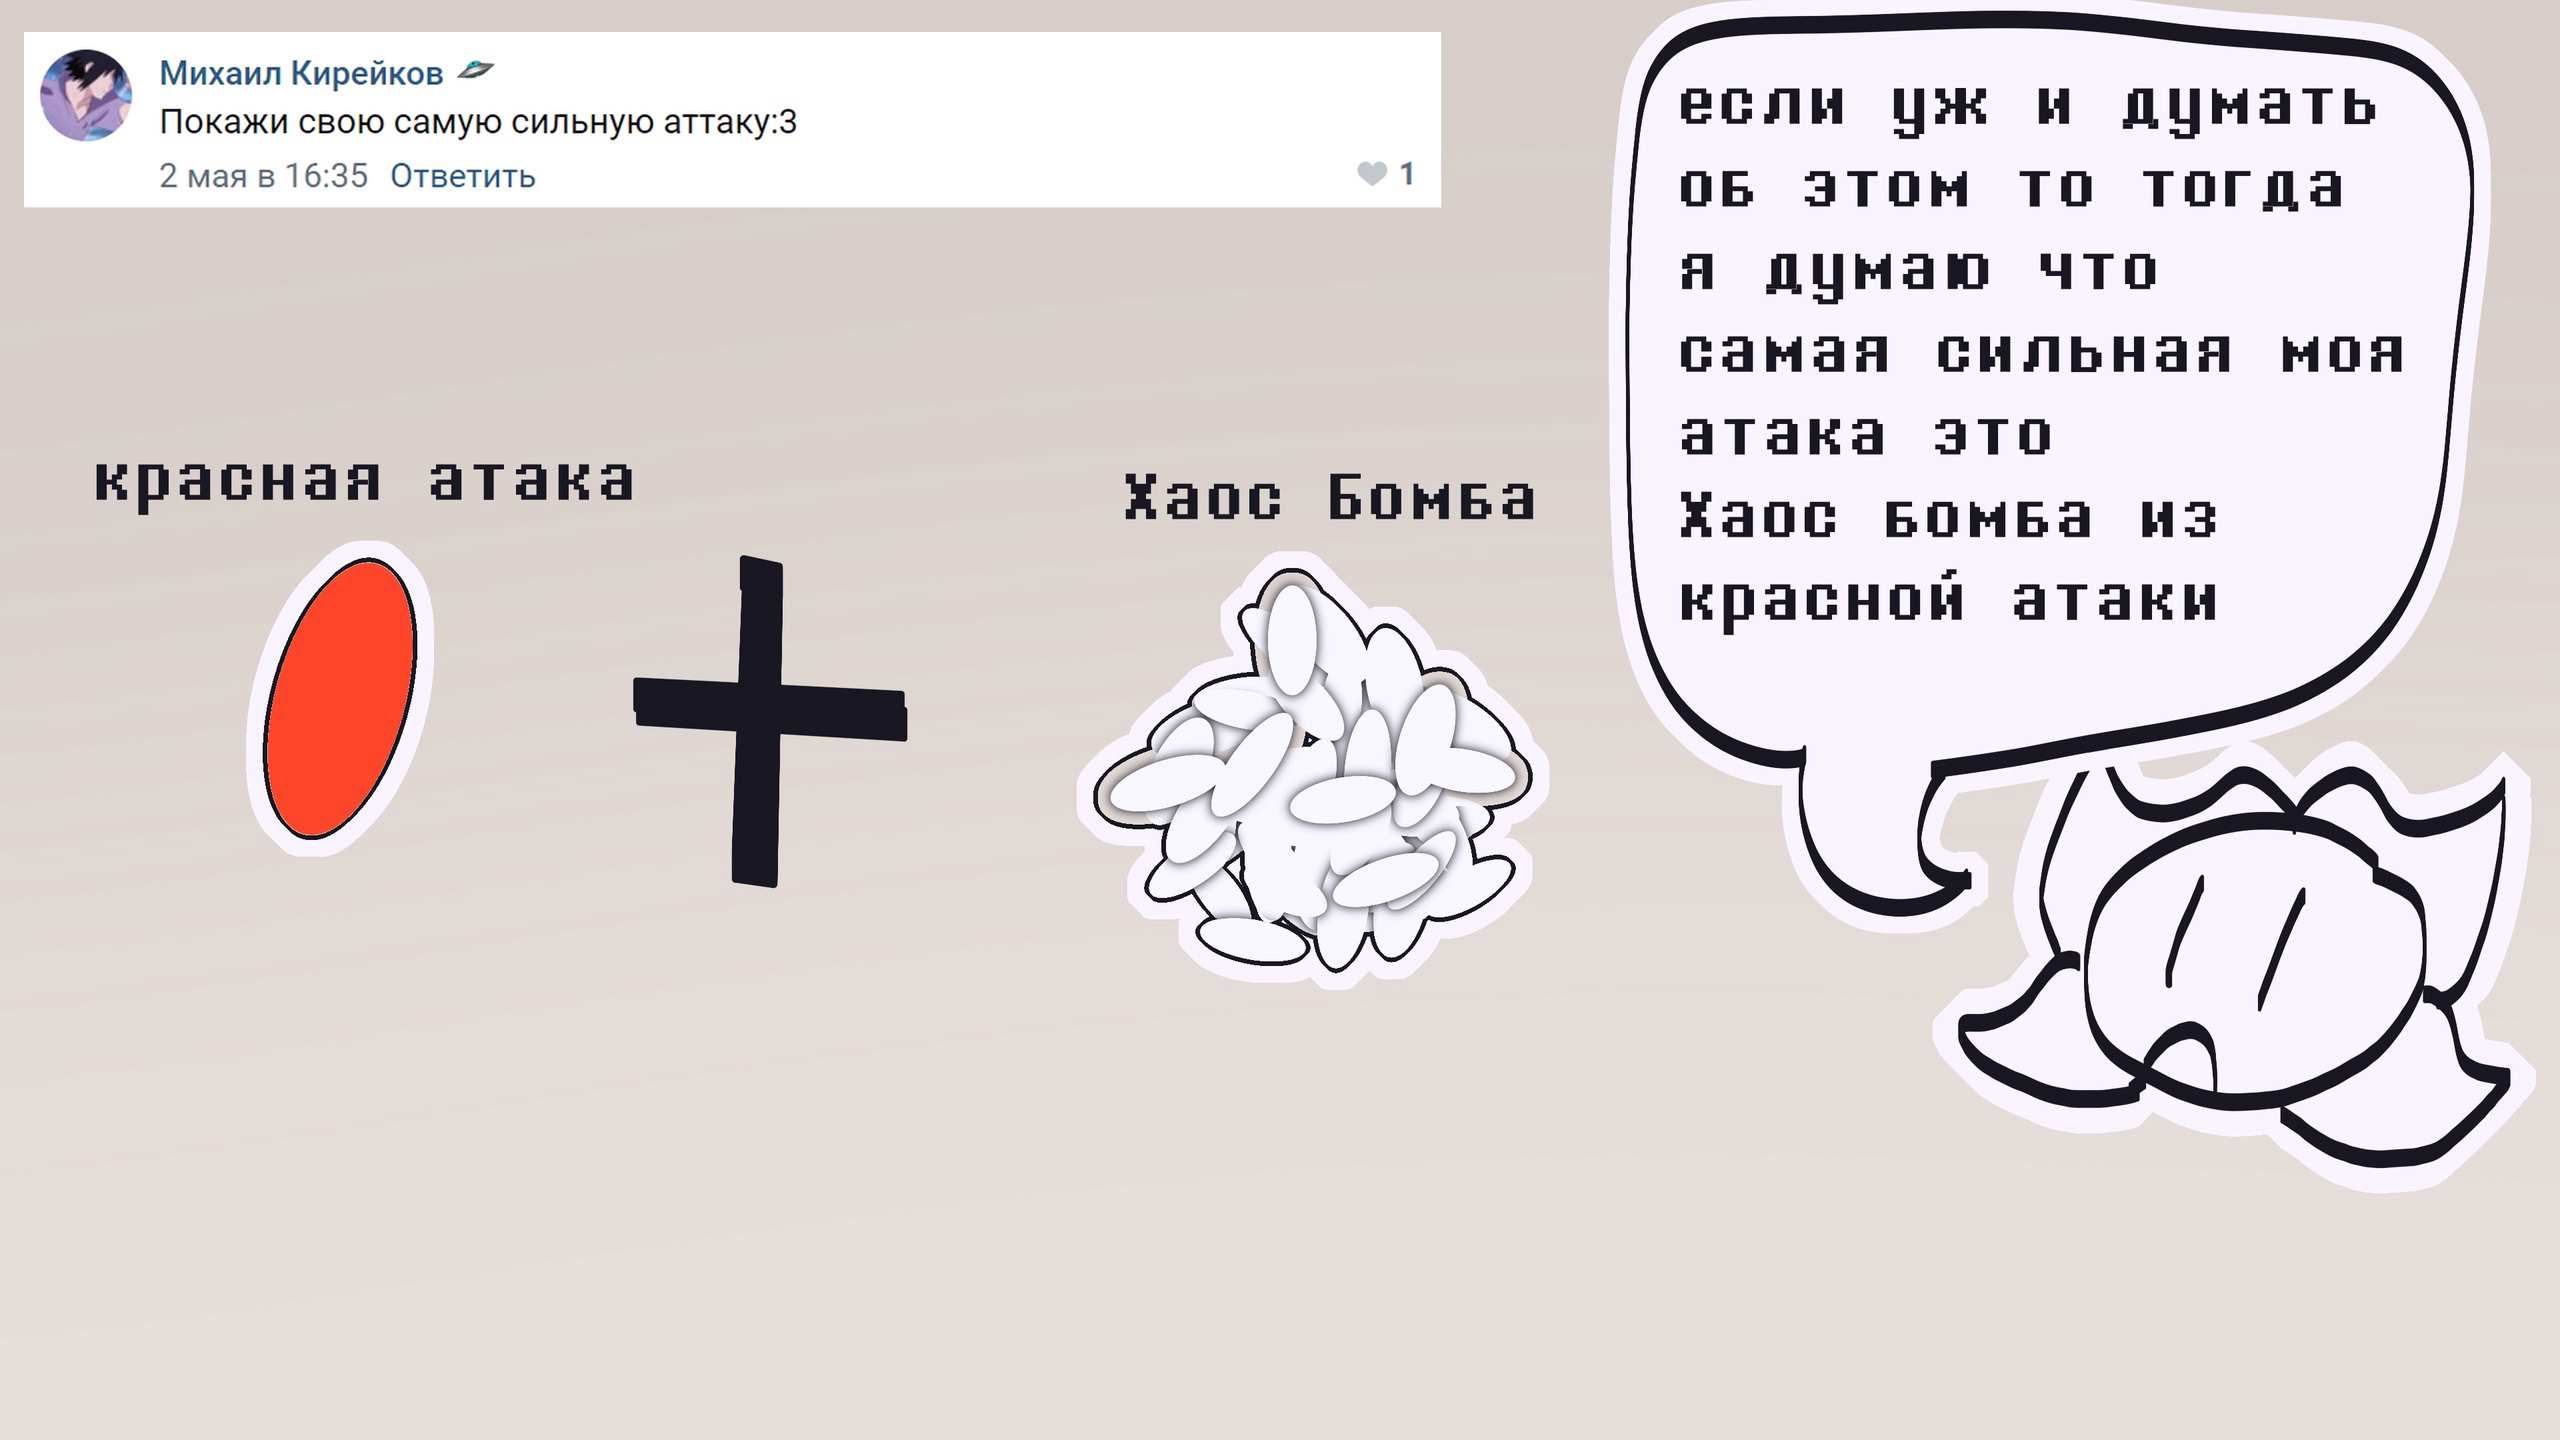 Михаил Кирейков
Покажи свою самую сильную аттаку:3
2 мая в 16:35 Ответить
1
если уж и думать
об этом то тогда
я думаю что
самая сильная моя
атака это
Хаос бомба из
красной атаки
красная атака
Хаос Бомба